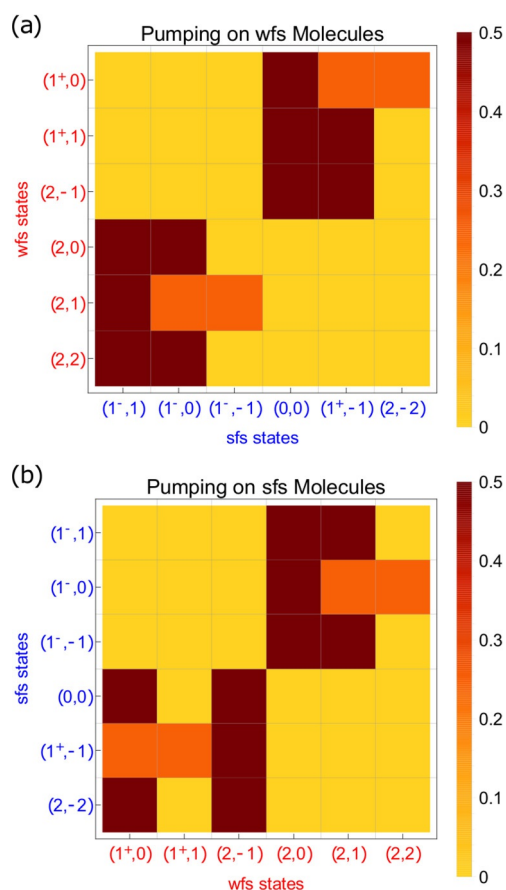 (a)
Pumping on wfs Molecules
wfs states
(1⁺,0)
(1⁺,1)
(2,-1)
(2,0)
(2,1)
(2,2)
(1⁻,1) (1⁻,0) (1⁻,-1) (0,0) (1⁺,-1) (2,-2)
sfs states
0.5
0.4
0.3
0.2
0.1
0
(b)
Pumping on sfs Molecules
sfs states
(1⁻,1)
(1⁻,0)
(1⁻,-1)
(0,0)
(1⁺,-1)
(2,-2)
(1⁺,0) (1⁺,1) (2,-1) (2,0) (2,1) (2,2)
wfs states
0.5
0.4
0.3
0.2
0.1
0